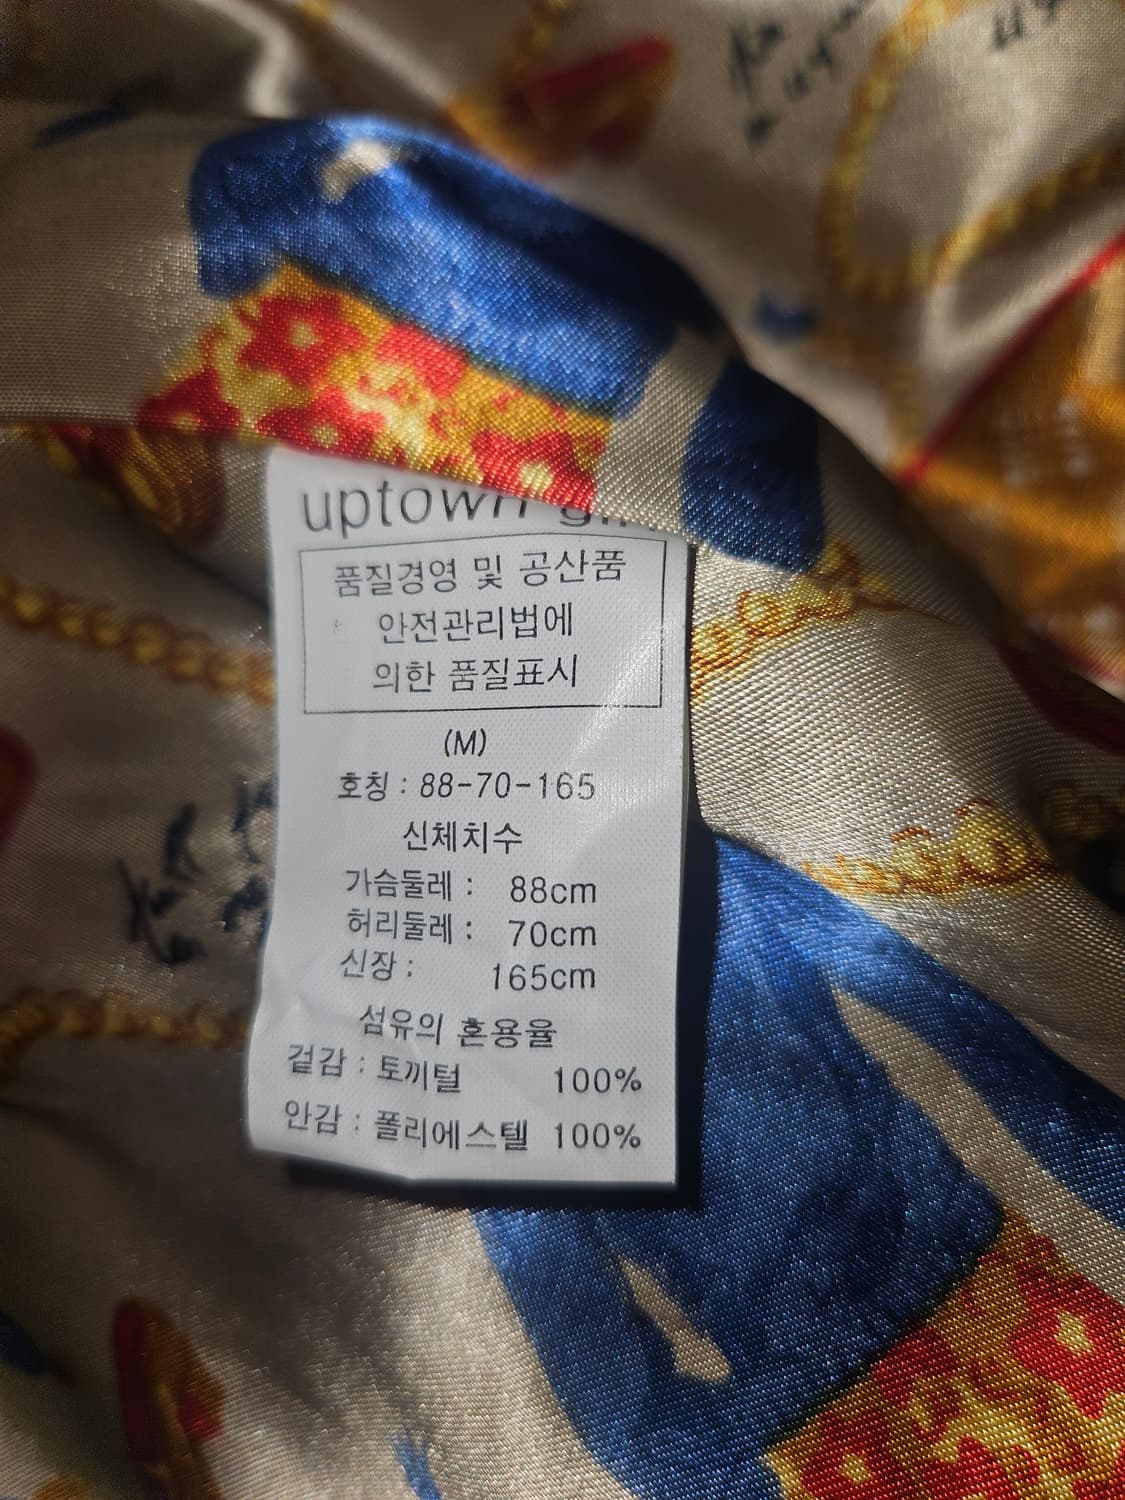 uptown
품질경영 및 공산품
안전관리법에
의한 품질표시
(M)
호칭 : 88-70-165
신체치수
가슴둘레 : 88cm
허리둘레 : 70cm
신장 : 165cm
섬유의 혼용율
겉감 : 토끼털 100%
안감 : 폴리에스텔 100%